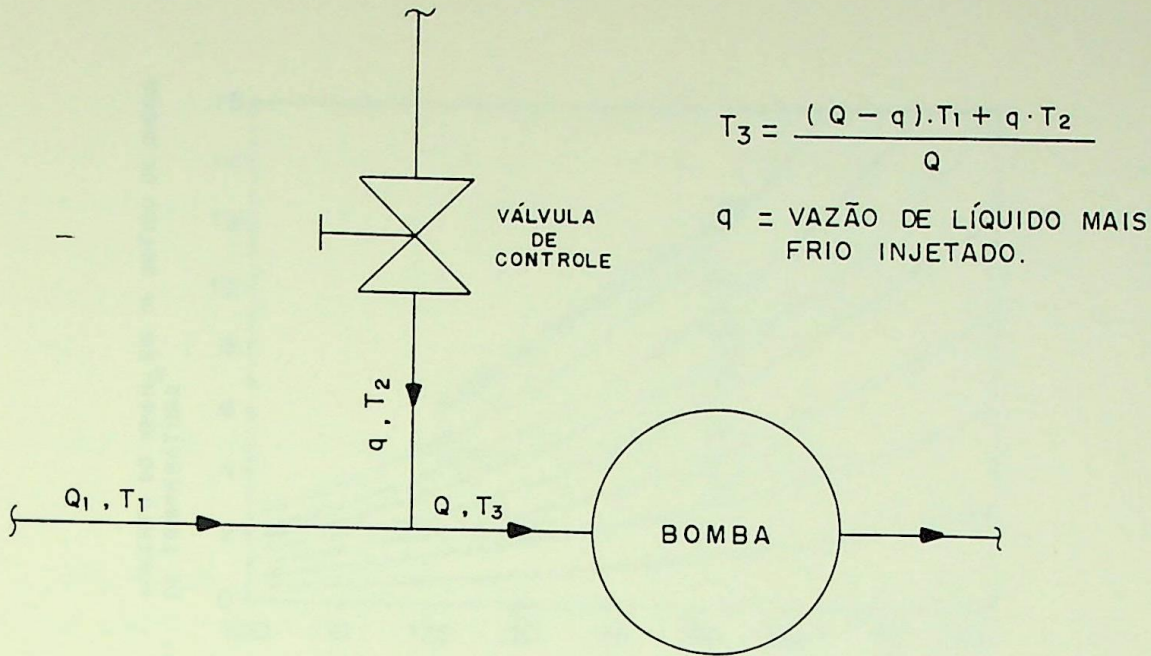 T₃ = (Q - q).T₁ + q · T₂ / Q
q = VAZÃO DE LÍQUIDO MAIS
FRIO INJETADO.
VÁLVULA
DE
CONTROLE
q, T₂
Q₁, T₁
Q, T₃
BOMBA